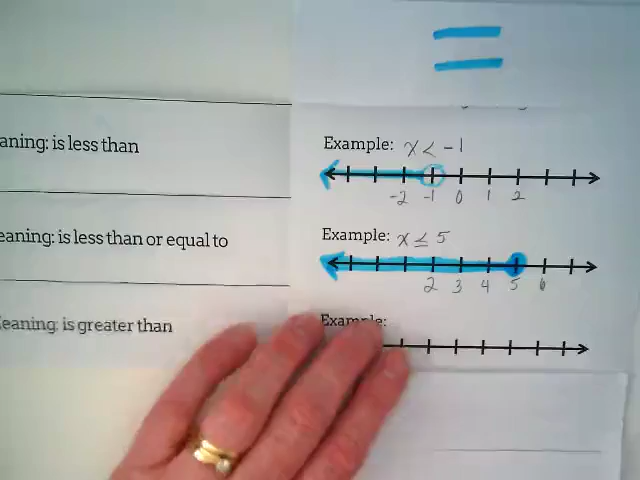 =
aning: is less than
Example: x < -1
-2 -1 0 1 2
eaning: is less than or equal to
Example: x ≤ 5
2 3 4 5 6
eaning: is greater than
Example: